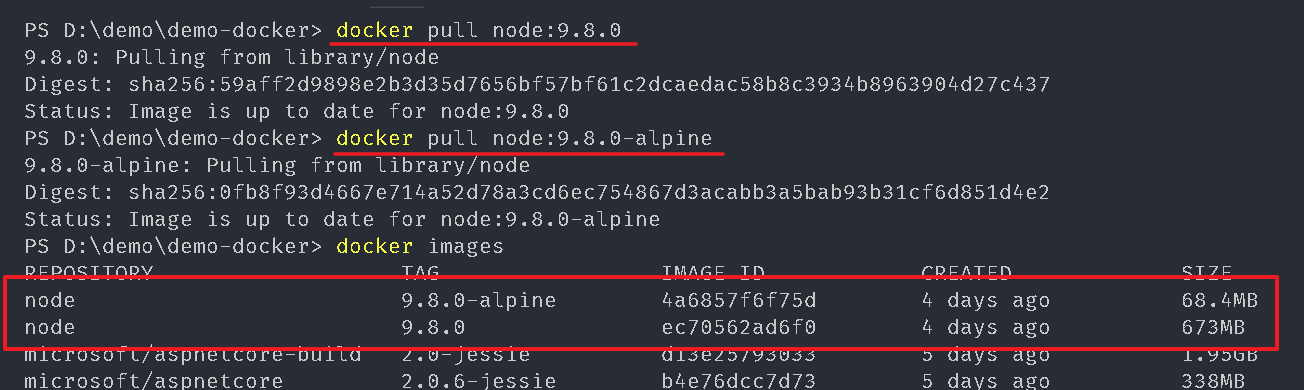 PS D:\demo\demo-docker> docker pull node:9.8.0
9.8.0: Pulling from library/node
Digest: sha256:59aff2d9898e2b3d35d7656bf57bf61c2dcaedac58b8c3934b8963904d27c437
Status: Image is up to date for node:9.8.0
PS D:\demo\demo-docker> docker pull node:9.8.0-alpine
9.8.0-alpine: Pulling from library/node
Digest: sha256:0fb8f93d4667e714a52d78a3cd6ec754867d3acabb3a5bab93b31cf6d851d4e2
Status: Image is up to date for node:9.8.0-alpine
PS D:\demo\demo-docker> docker images
REPOSITORY TAG IMAGE ID CREATED SIZE
node 9.8.0-alpine 4a6857f6f75d 4 days ago 68.4MB
node 9.8.0 ec70562ad6f0 4 days ago 673MB
microsoft/aspnetcore-build 2.0-jessie d13e25793033 5 days ago 1.95GB
microsoft/aspnetcore 2.0.6-jessie b4e76dcc7d73 5 days ago 338MB